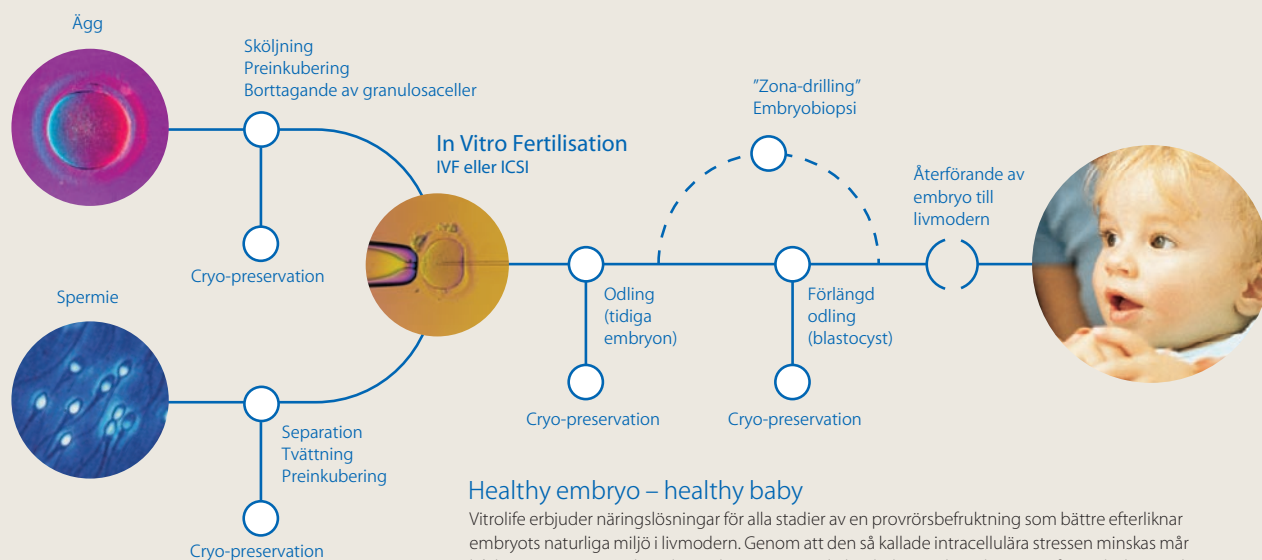 Ägg
Sköljning
Preinkubering
Borttagande av granulosaceller
Cryo-preservation
Spermie
Separation
Tvättning
Preinkubering
Cryo-preservation
In Vitro Fertilisation
IVF eller ICSI
Odling
(tidiga
embryon)
Cryo-preservation
"Zona-drilling"
Embryobiopsi
Förlängd
odling
(blastocyst)
Cryo-preservation
Återförande av
embryo till
livmodern
Healthy embryo – healthy baby
Vitrolife erbjuder näringslösningar för alla stadier av en provrörsbefruktning som bättre efterliknar
embryots naturliga miljö i livmodern. Genom att den så kallade intracellulära stressen minskas mår